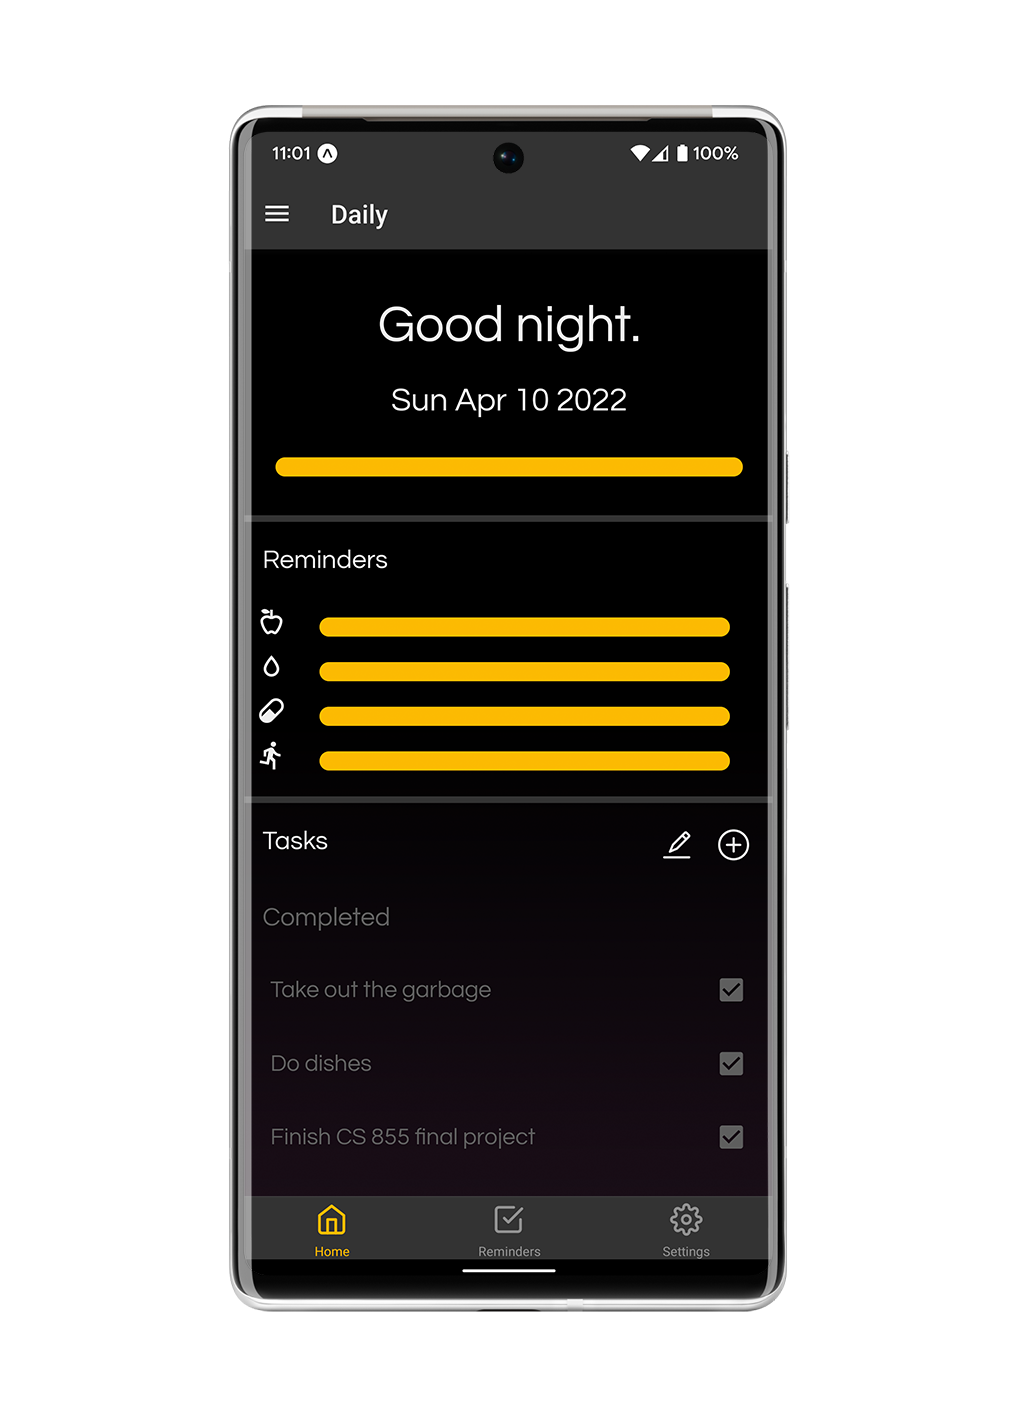 11:01 100%
Daily
Good night.
Sun Apr 10 2022
Reminders
Tasks
Completed
Take out the garbage
Do dishes
Finish CS 855 final project
Home Reminders Settings